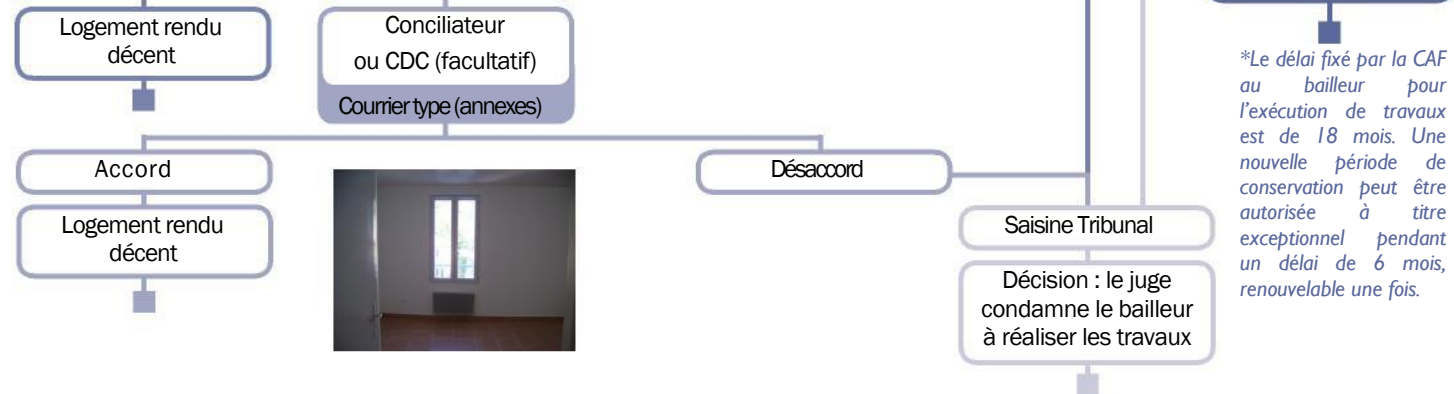 Logement rendu
décent
Conciliateur
ou CDC (facultatif)
Courrier type (annexes)
Accord
Logement rendu
décent
Désaccord
Saisine Tribunal
Décision : le juge
condamne le bailleur
à réaliser les travaux
*Le délai fixé par la CAF
au bailleur pour
l'exécution de travaux
est de 18 mois. Une
nouvelle période de
conservation peut être
autorisée à titre
exceptionnel pendant
un délai de 6 mois,
renouvelable une fois.